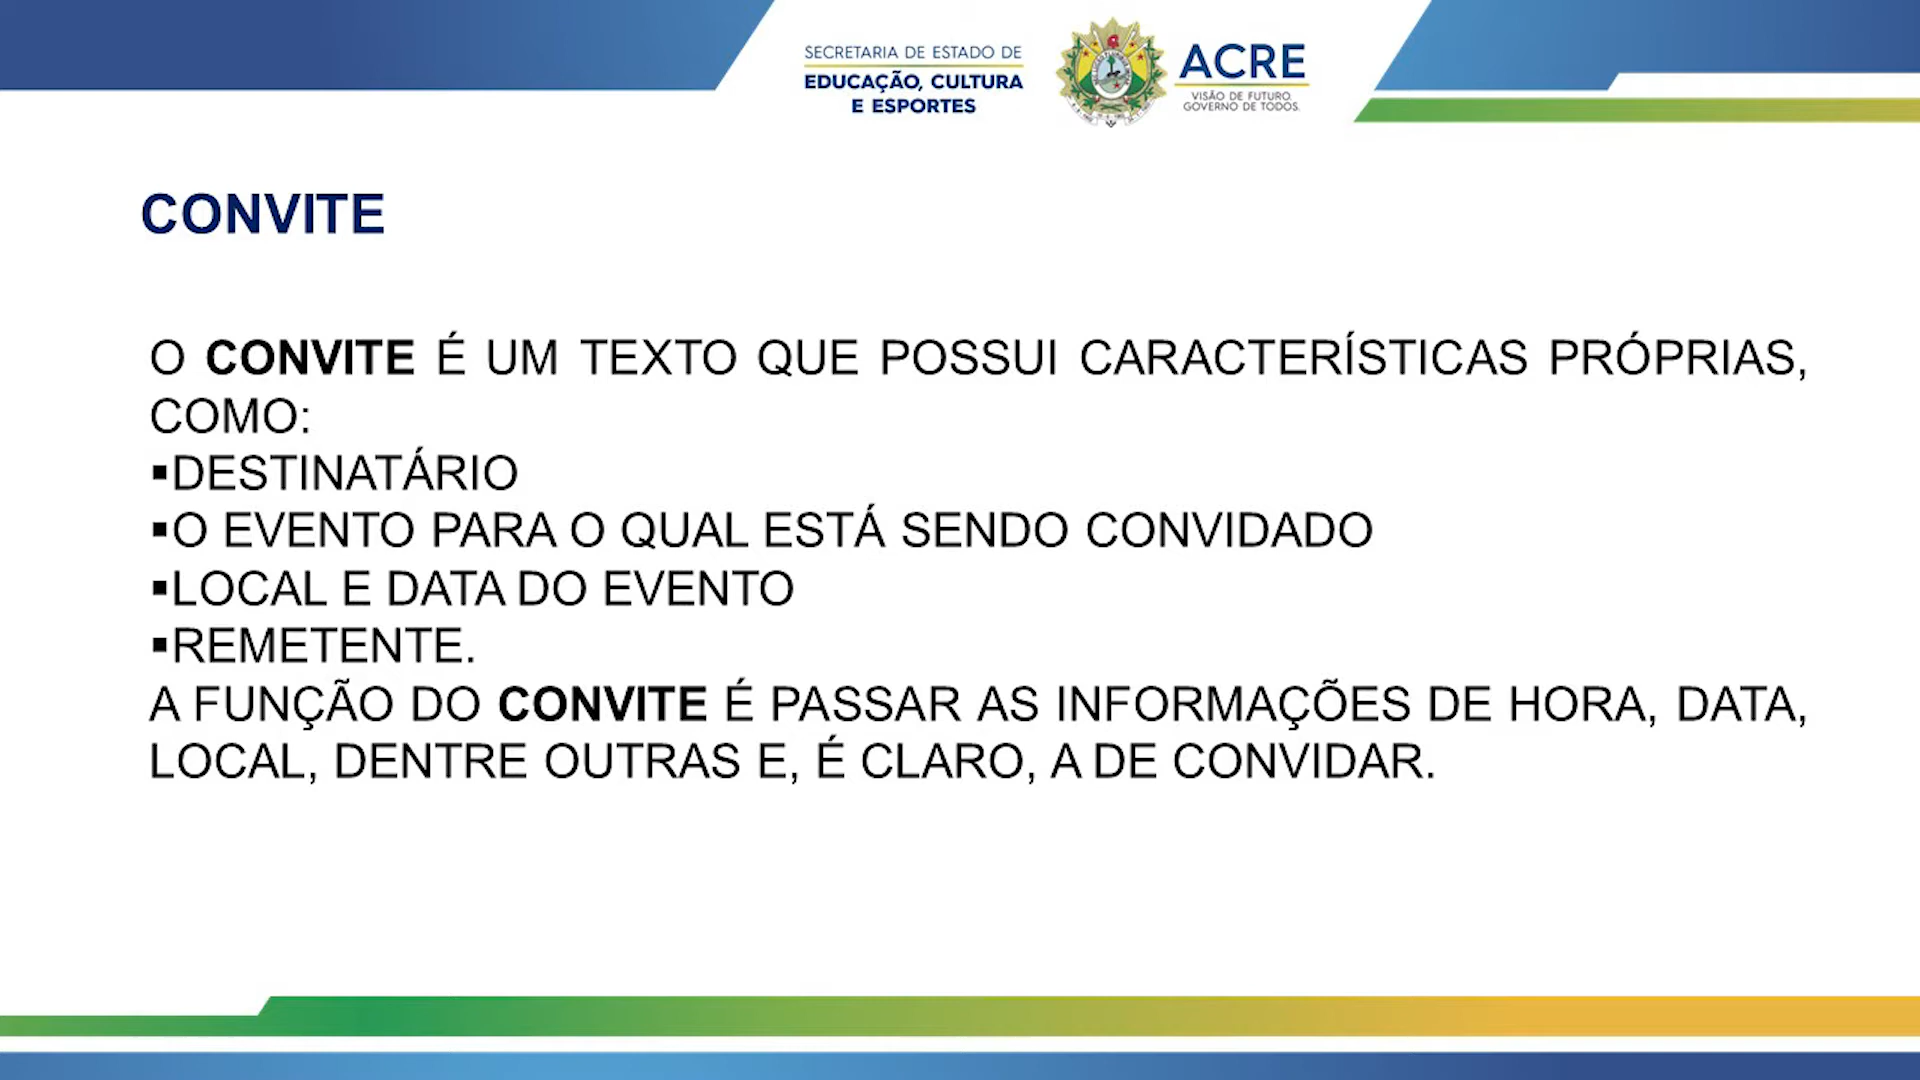 SECRETARIA DE ESTADO DE
EDUCAÇÃO, CULTURA
E ESPORTES
ACRE
VISÃO DE FUTURO.
GOVERNO DE TODOS.
CONVITE
O CONVITE É UM TEXTO QUE POSSUI CARACTERÍSTICAS PRÓPRIAS,
COMO:
▪DESTINATÁRIO
▪O EVENTO PARA O QUAL ESTÁ SENDO CONVIDADO
▪LOCAL E DATA DO EVENTO
▪REMETENTE.
A FUNÇÃO DO CONVITE É PASSAR AS INFORMAÇÕES DE HORA, DATA,
LOCAL, DENTRE OUTRAS E, É CLARO, A DE CONVIDAR.